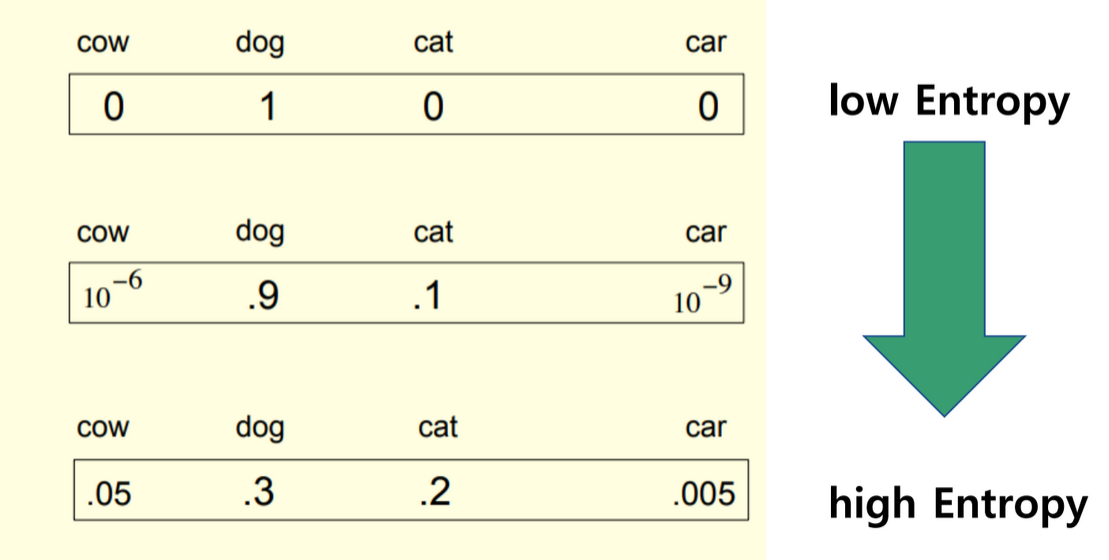 cow dog cat car
0 1 0 0
low Entropy
cow dog cat car
10⁻⁶ .9 .1 10⁻⁹
cow dog cat car
.05 .3 .2 .005
high Entropy